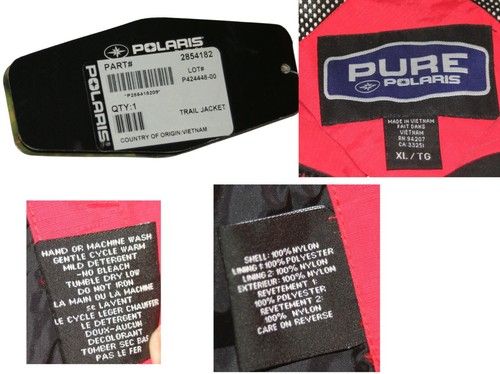 POLARIS
PART#
2854182
LOT#
P424448-00
QTY:1
TRAIL JACKET
COUNTRY OF ORIGIN:VIETNAM
POLARIS
PURE
POLARIS
MADE IN VIETNAM
FAIT DANS
VIETNAM
RN:94207
CA:33251
XL/TG
HAND OR MACHINE WASH
GENTLE CYCLE WARM
MILD DETERGENT
-NO BLEACH
TUMBLE DRY LOW
DO NOT IRON
LA MAIN OU LA MACHINE
se LAVENT
LE CYCLE LEGER CHAUFFER
LE DETERGENT
DOUX-AUCUN
DECOLORANT
TOMBER SEC BAS
PAS LE FER
SHELL: 100% NYLON
LINING 1: 100% POLYESTER
LINING 2: 100% NYLON
EXTERIEUR: 100% NYLON
REVETEMENT 1:
100% POLYESTER
REVETEMENT 2:
100% NYLON
CARE ON REVERSE